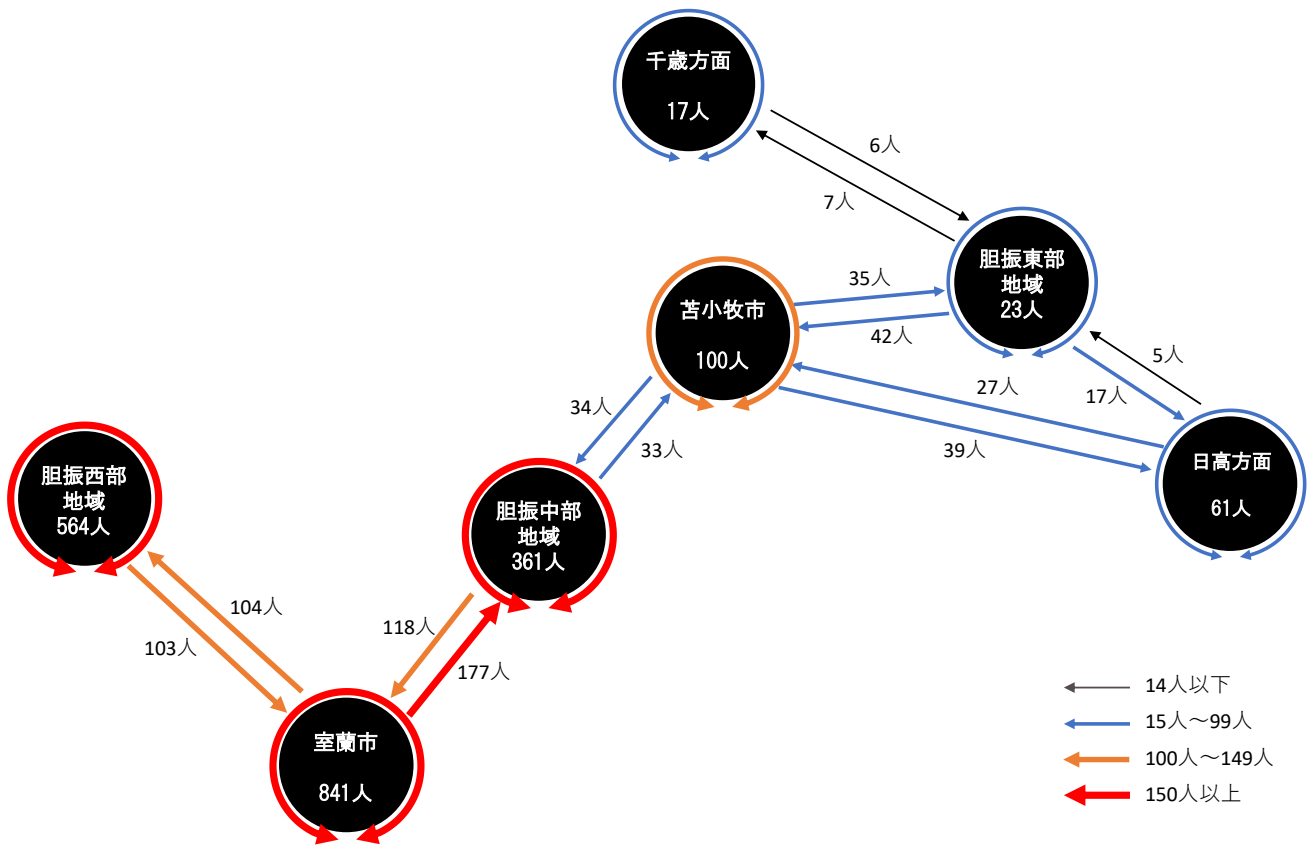 千歳方面
17人
6人
7人
胆振東部
地域
23人
35人
苫小牧市
100人
42人
5人
27人
17人
34人
33人
39人
日高方面
61人
胆振西部
地域
564人
胆振中部
地域
361人
104人
103人
118人
177人
室蘭市
841人
14人以下
15人～99人
100人～149人
150人以上